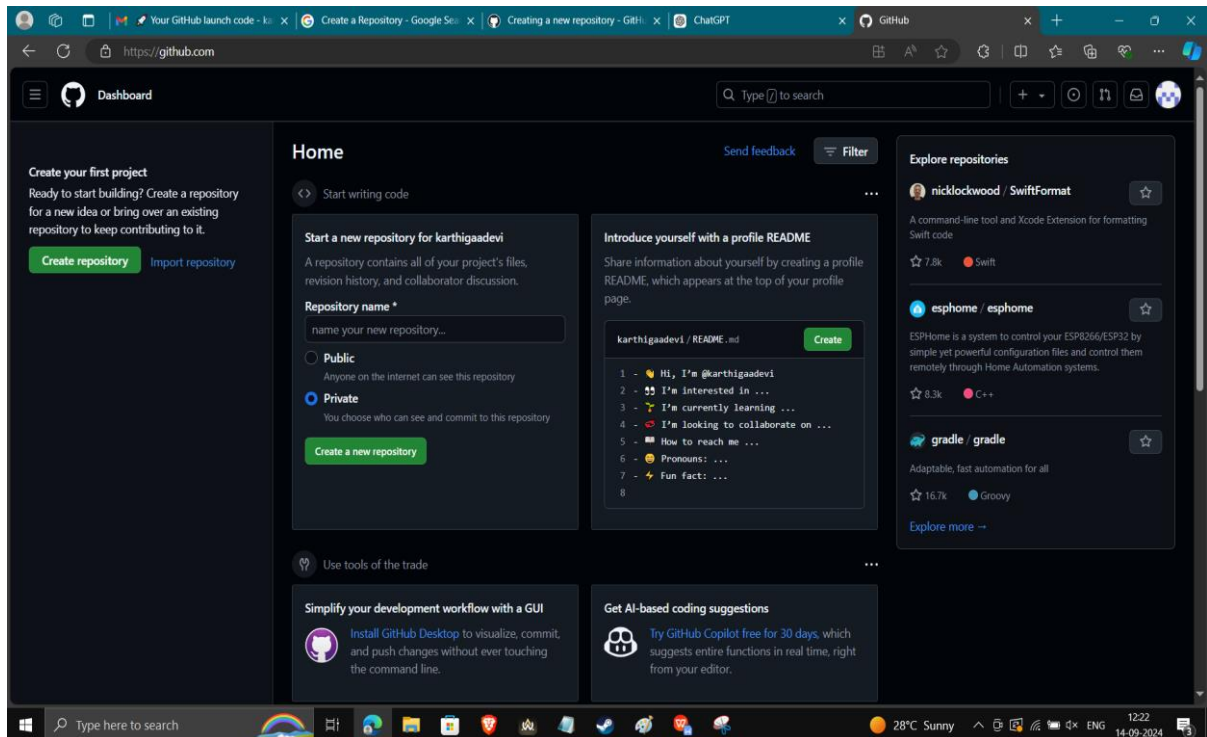 Your GitHub launch code - ka
Create a Repository - Google Sea
Creating a new repository - GitHu
ChatGPT
GitHub
https://github.com
Dashboard
Type / to search
Create your first project
Ready to start building? Create a repository
for a new idea or bring over an existing
repository to keep contributing to it.
Create repository
Import repository
Home
Send feedback
Filter
Start writing code
Start a new repository for karthigaadevi
A repository contains all of your project's files,
revision history, and collaborator discussion.
Repository name *
name your new repository...
Public
Anyone on the internet can see this repository
Private
You choose who can see and commit to this repository
Create a new repository
Introduce yourself with a profile README
Share information about yourself by creating a profile
README, which appears at the top of your profile
page.
karthigaadevi / README.md
Create
1 - 👋 Hi, I'm @karthigaadevi
2 - 👀 I'm interested in ...
3 - 🌱 I'm currently learning ...
4 - 💞️ I'm looking to collaborate on ...
5 - 📫 How to reach me ...
6 - 😄 Pronouns: ...
7 - ⚡ Fun fact: ...
8
Use tools of the trade
Simplify your development workflow with a GUI
Install GitHub Desktop to visualize, commit,
and push changes without ever touching
the command line.
Get AI-based coding suggestions
Try GitHub Copilot free for 30 days, which
suggests entire functions in real time, right
from your editor.
Explore repositories
nicklockwood / SwiftFormat
A command-line tool and Xcode Extension for formatting
Swift code
7.8k Swift
esphome / esphome
ESPHome is a system to control your ESP8266/ESP32 by
simple yet powerful configuration files and control them
remotely through Home Automation systems.
8.3k C++
gradle / gradle
Adaptable, fast automation for all
16.7k Groovy
Explore more →
Type here to search
28°C Sunny
ENG
12:22
14-09-2024
3